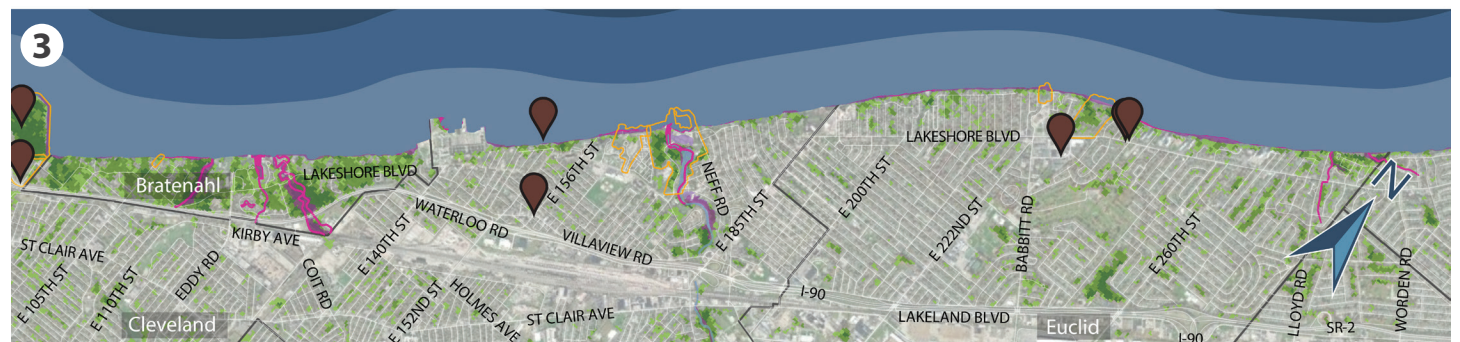 3
LAKESHORE BLVD
Bratenahl
LAKESHORE BLVD
E 156TH ST
NEFF RD
E 200TH ST
N
WATERLOO RD
E 185TH ST
E 222ND ST
BABBITT RD
E 260TH ST
KIRBY AVE
E 140TH ST
VILLAVIEW RD
ST CLAIR AVE
EDDY RD
COIT RD
E 105TH ST
E 110TH ST
E 152ND ST
HOLMES AVE
I-90
LLOYD RD
WORDEN RD
Cleveland
ST CLAIR AVE
LAKELAND BLVD
Euclid
SR-2
I-90